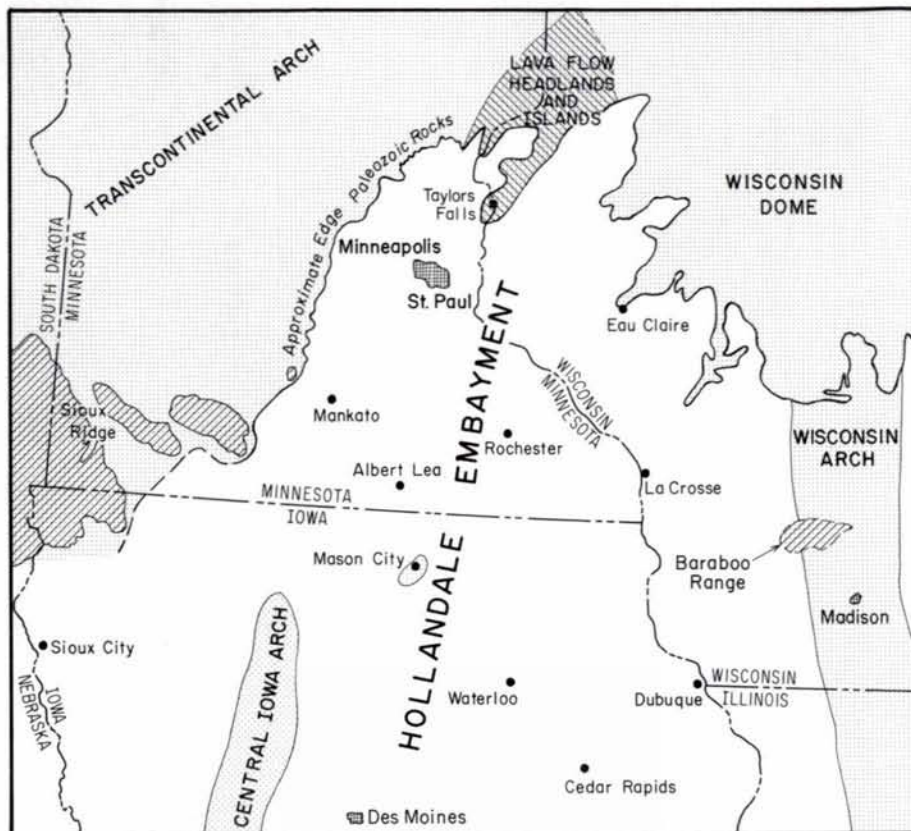 LAVA FLOW
HEADLANDS
AND
ISLANDS
TRANSCONTINENTAL ARCH
Approximate Edge Paleozoic Rocks
WISCONSIN
DOME
Taylors
Falls
Minneapolis
St. Paul
SOUTH DAKOTA
MINNESOTA
Eau Claire
HOLLANDALE EMBAYMENT
WISCONSIN
MINNESOTA
Sioux
Ridge
Mankato
Rochester
WISCONSIN
ARCH
Albert Lea
La Crosse
MINNESOTA
IOWA
Mason City
Baraboo
Range
Madison
Sioux City
CENTRAL IOWA ARCH
IOWA
NEBRASKA
Waterloo
Dubuque
WISCONSIN
ILLINOIS
Cedar Rapids
Des Moines